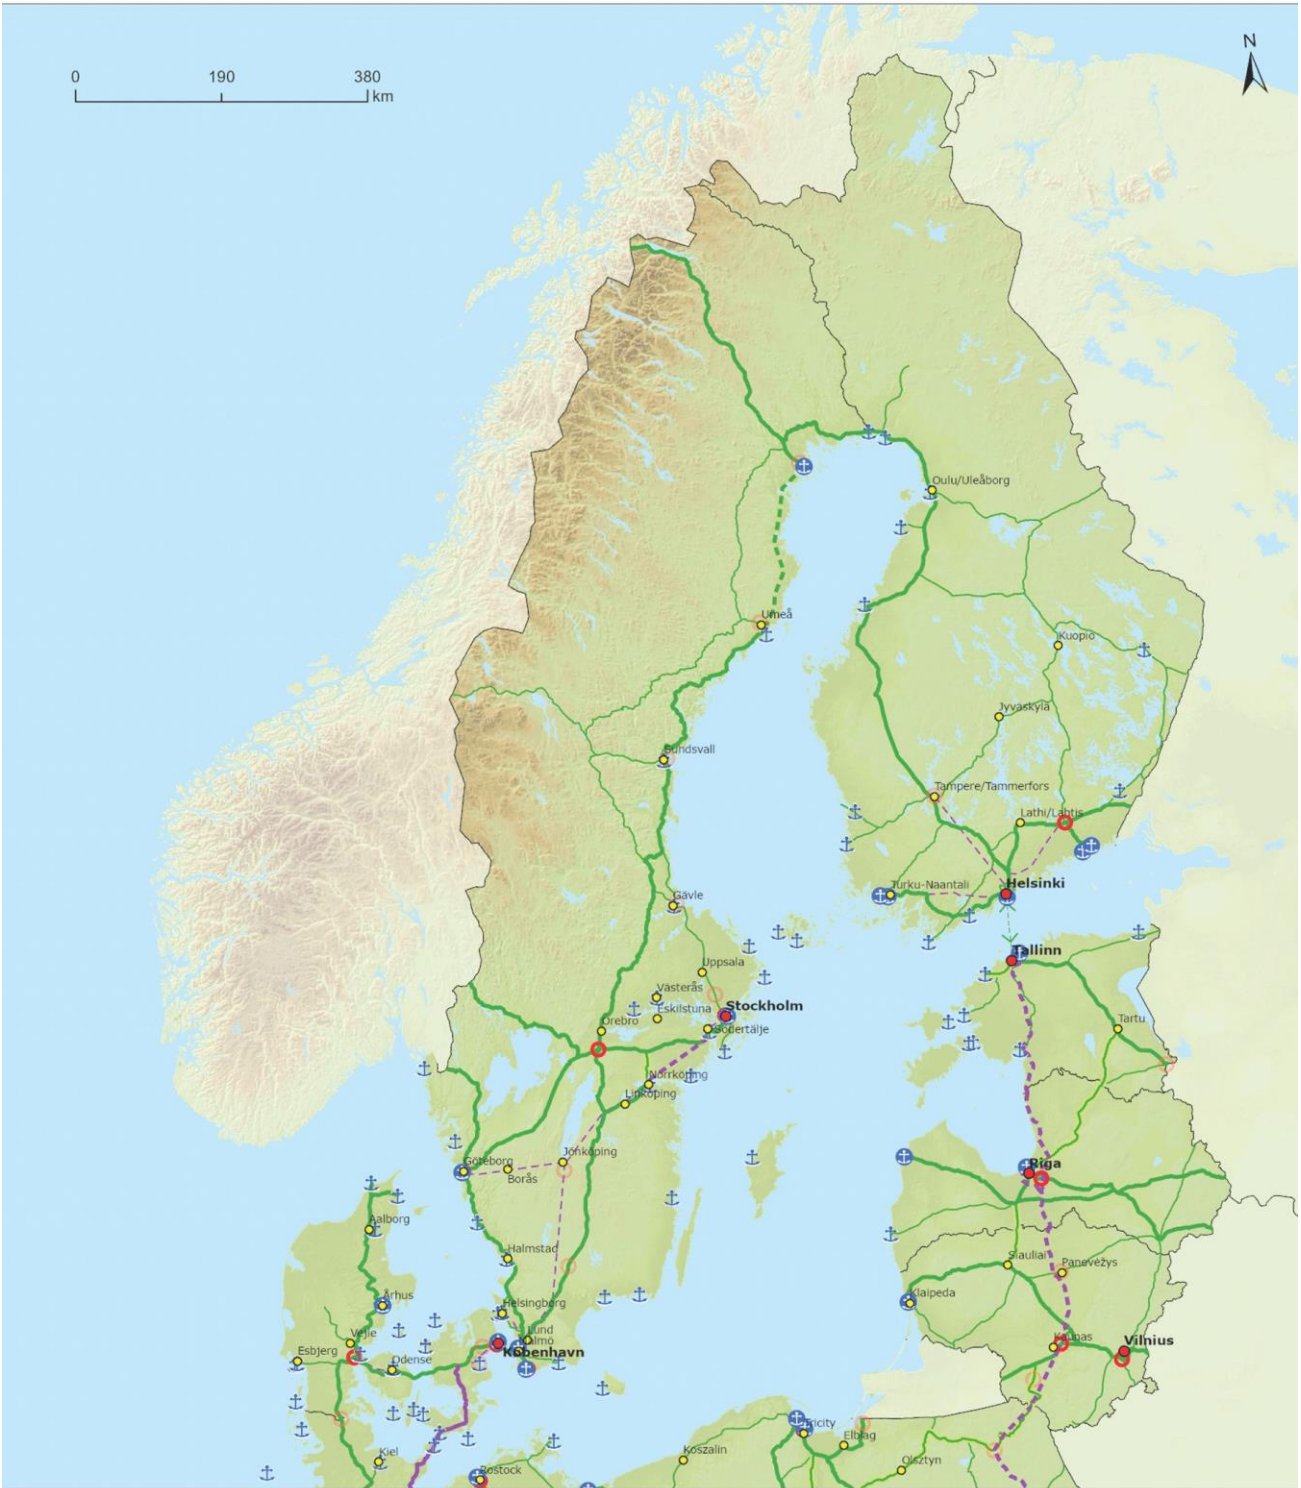 N
0 190 380
km
Oulu/Uleåborg
Umeå
Kuopio
Jyväskylä
Sundsvall
Tampere/Tammerfors
Lathi/Lahtis
Turku-Naantali
Helsinki
Gävle
Tallinn
Uppsala
Västerås
Eskilstuna
Stockholm
Örebro
Södertälje
Tartu
Norrköping
Linköping
Jönköping
Göteborg
Borås
Riga
Aalborg
Halmstad
Siauliai
Panevėžys
Klaipeda
Århus
Helsingborg
Vejle
Lund
Malmö
København
Kaunas
Vilnius
Esbjerg
Odense
Tricity
Elbląg
Koszalin
Kiel
Olsztyn
Rostock